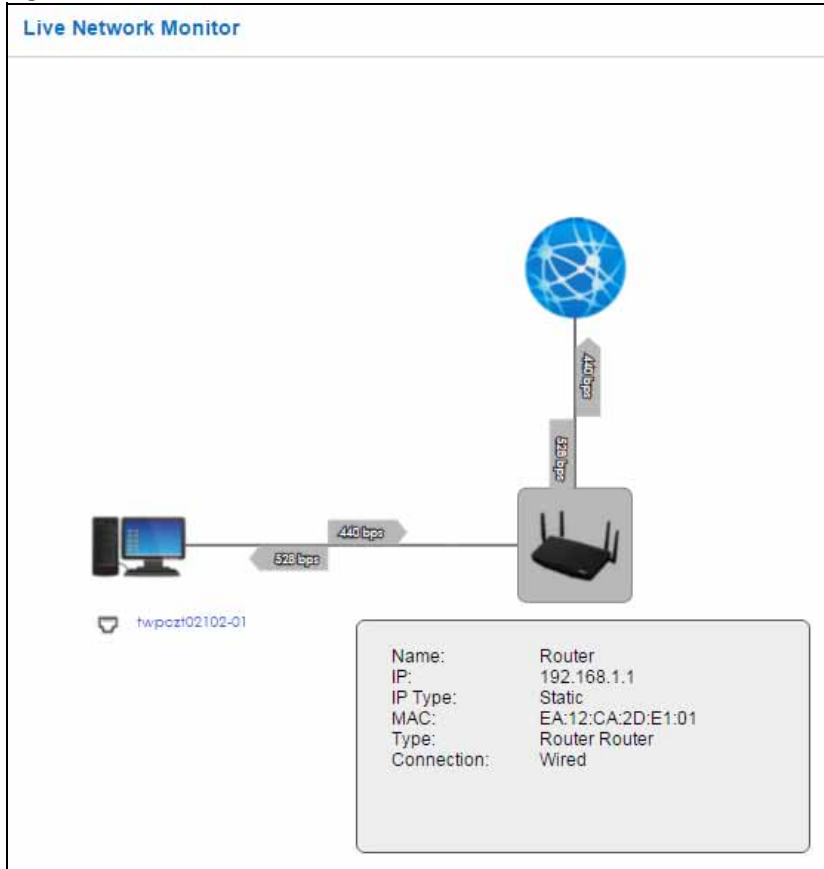 Live Network Monitor
440 bps
528 bps
440 bps
528 bps
twpczt02102-01
Name: Router
IP: 192.168.1.1
IP Type: Static
MAC: EA:12:CA:2D:E1:01
Type: Router Router
Connection: Wired